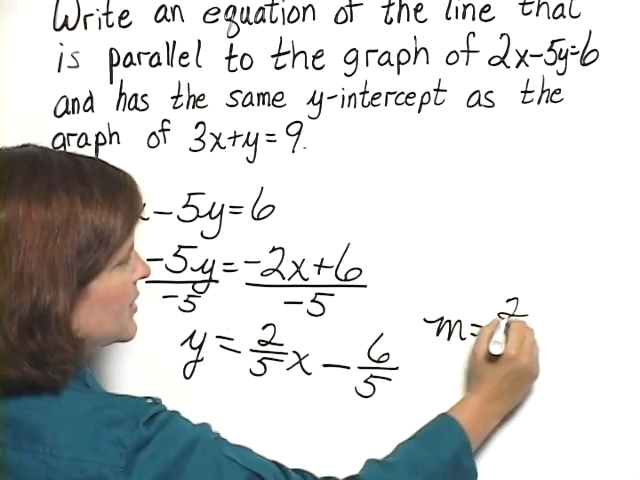 Write an equation of the line that
is parallel to the graph of 2x-5y=6
and has the same y-intercept as the
graph of 3x+y=9.
x-5y=6
-5y/-5 = -2x+6/-5
y = 2/5 x - 6/5
m=2